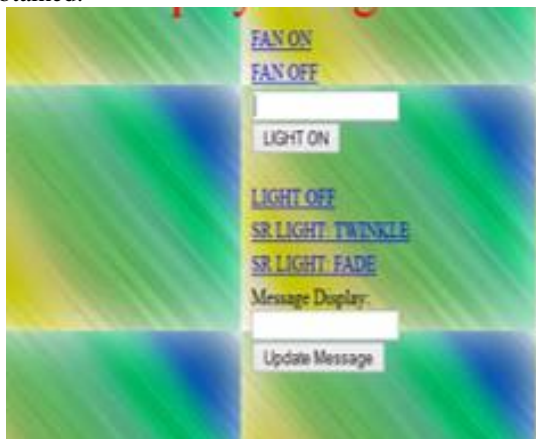 FAN ON
FAN OFF
LIGHT ON
LIGHT OFF
SR LIGHT: TWINKLE
SR LIGHT: FADE
Message Display:
Update Message